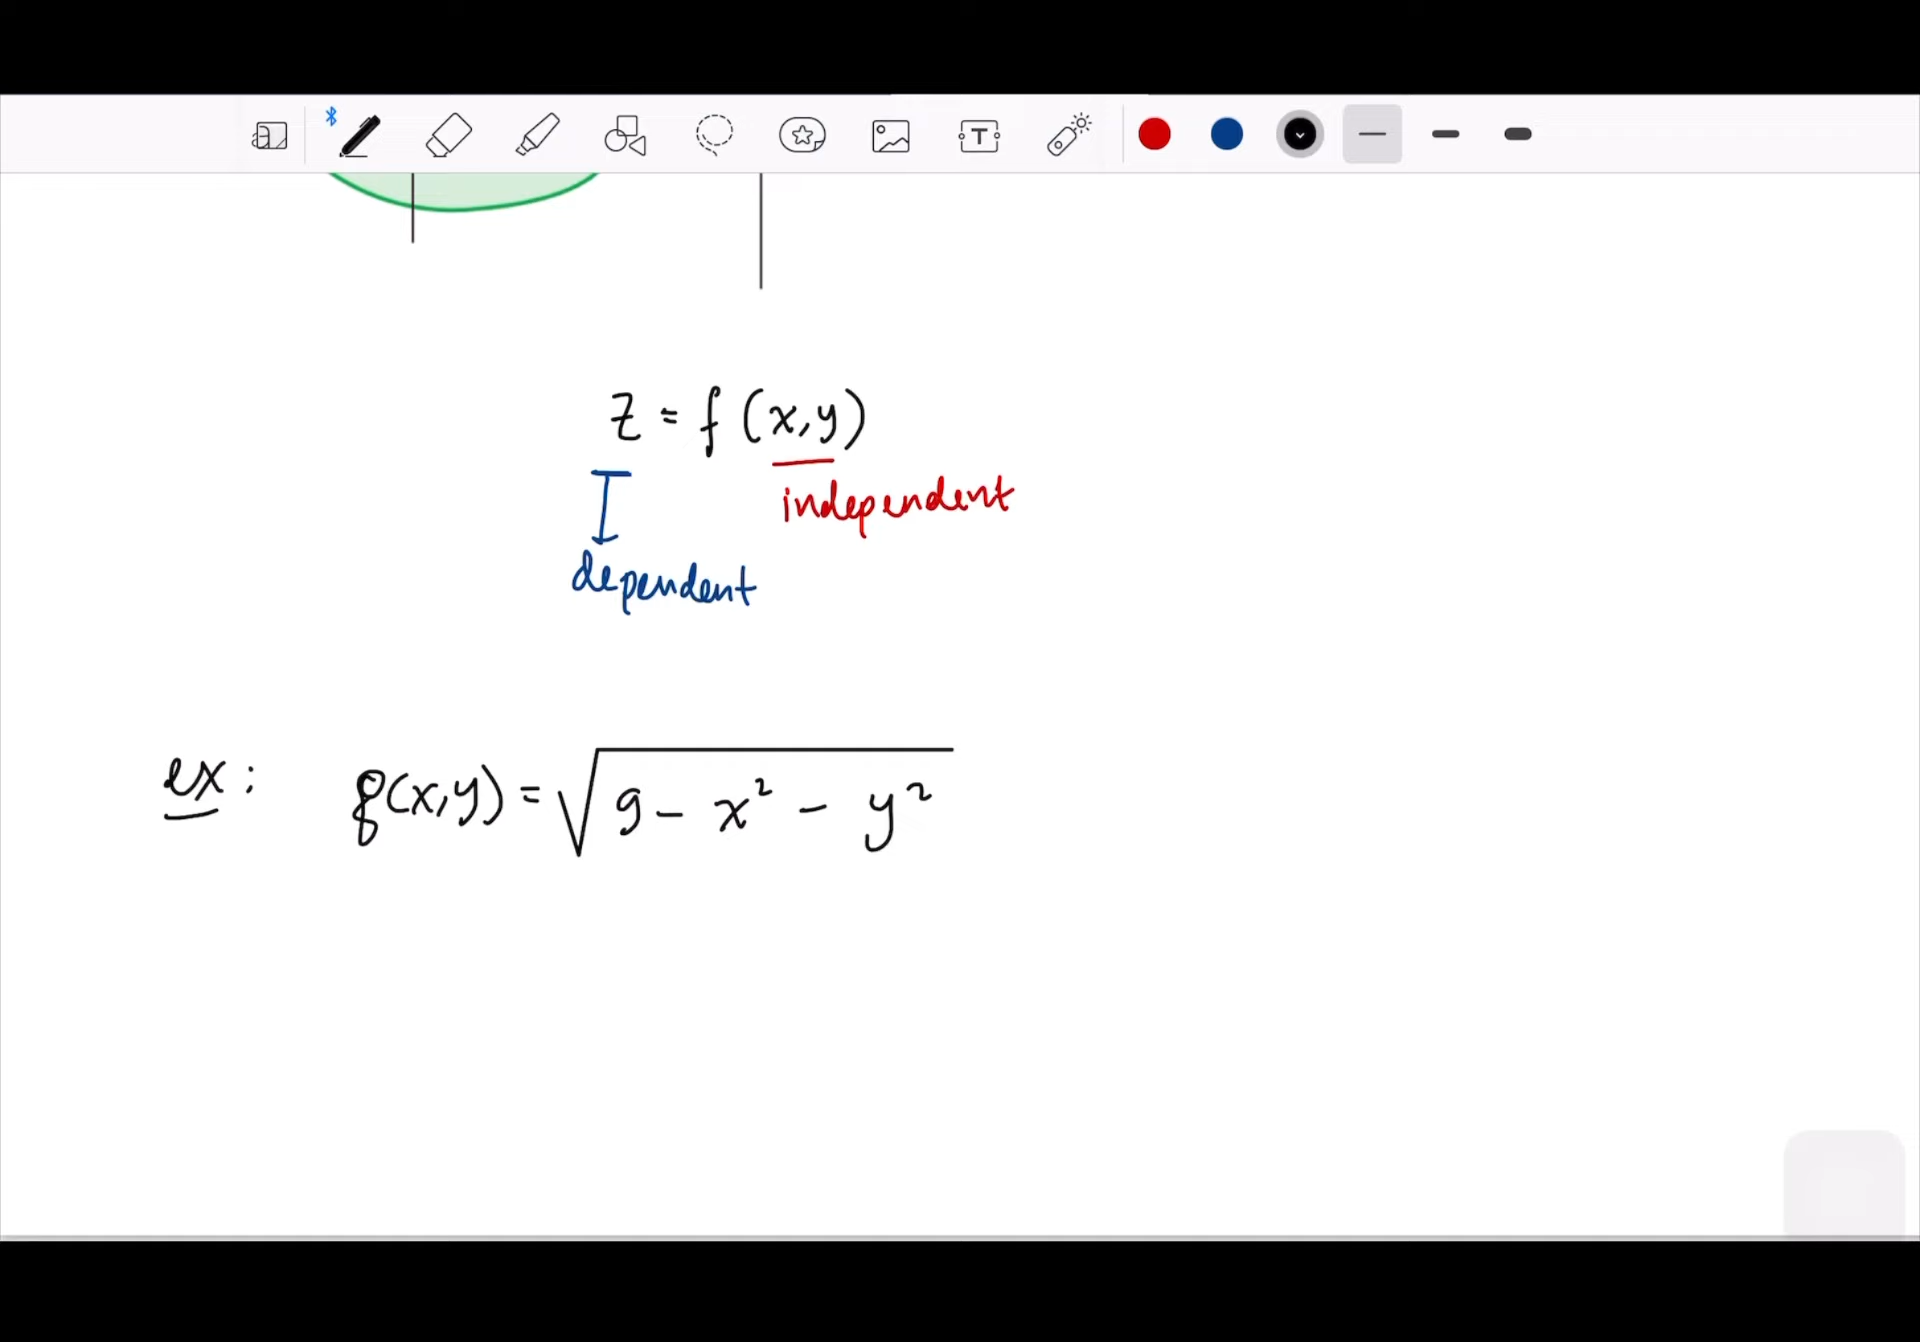 z = f (x,y)
independent
dependent
ex: g(x,y) = √9 - x² - y²